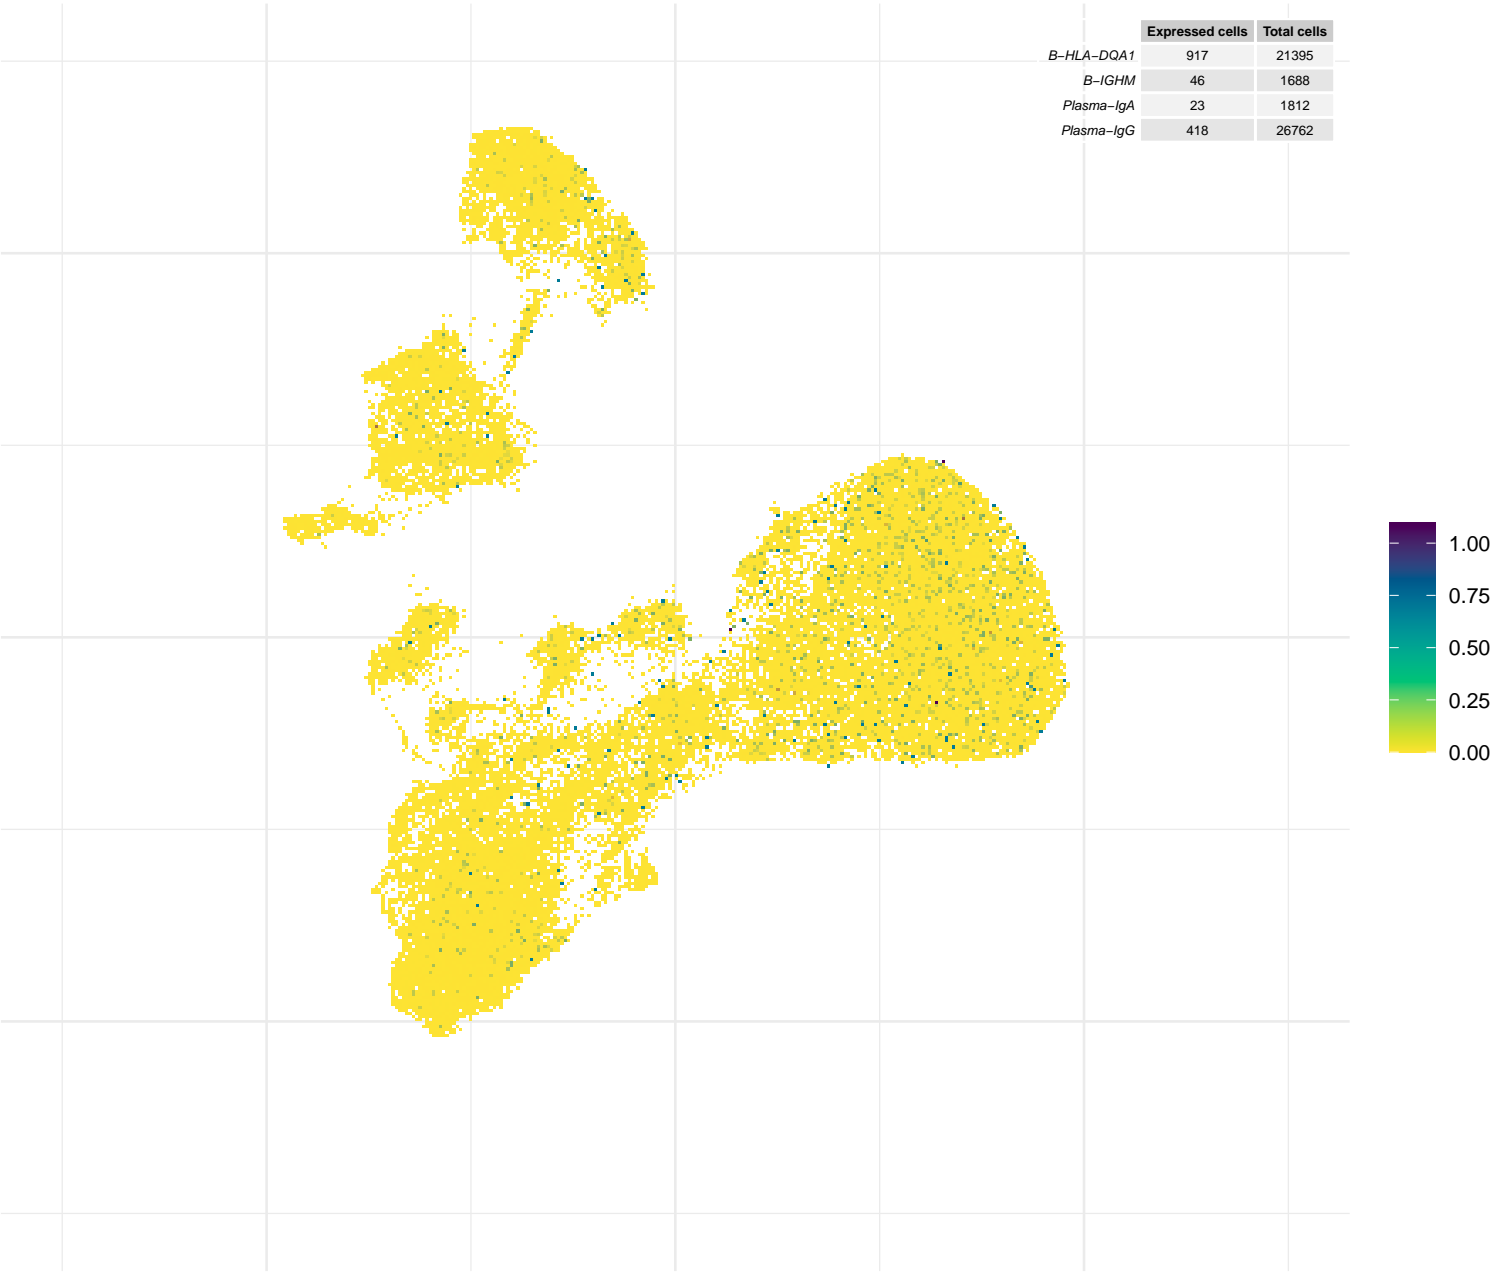 Expressed cells Total cells
B−HLA−DQA1 917 21395
B−IGHM 46 1688
Plasma−IgA 23 1812
Plasma−IgG 418 26762
1.00
0.75
0.50
0.25
0.00